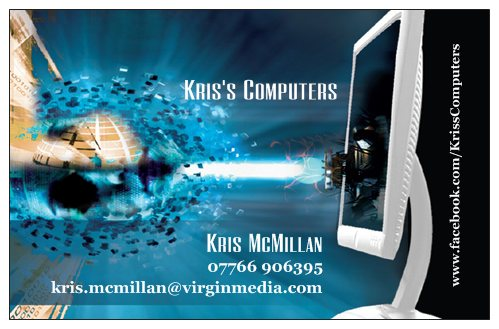 Kris's Computers
Kris McMillan
07766 906395
kris.mcmillan@virginmedia.com
www.facebook.com/KrissComputers